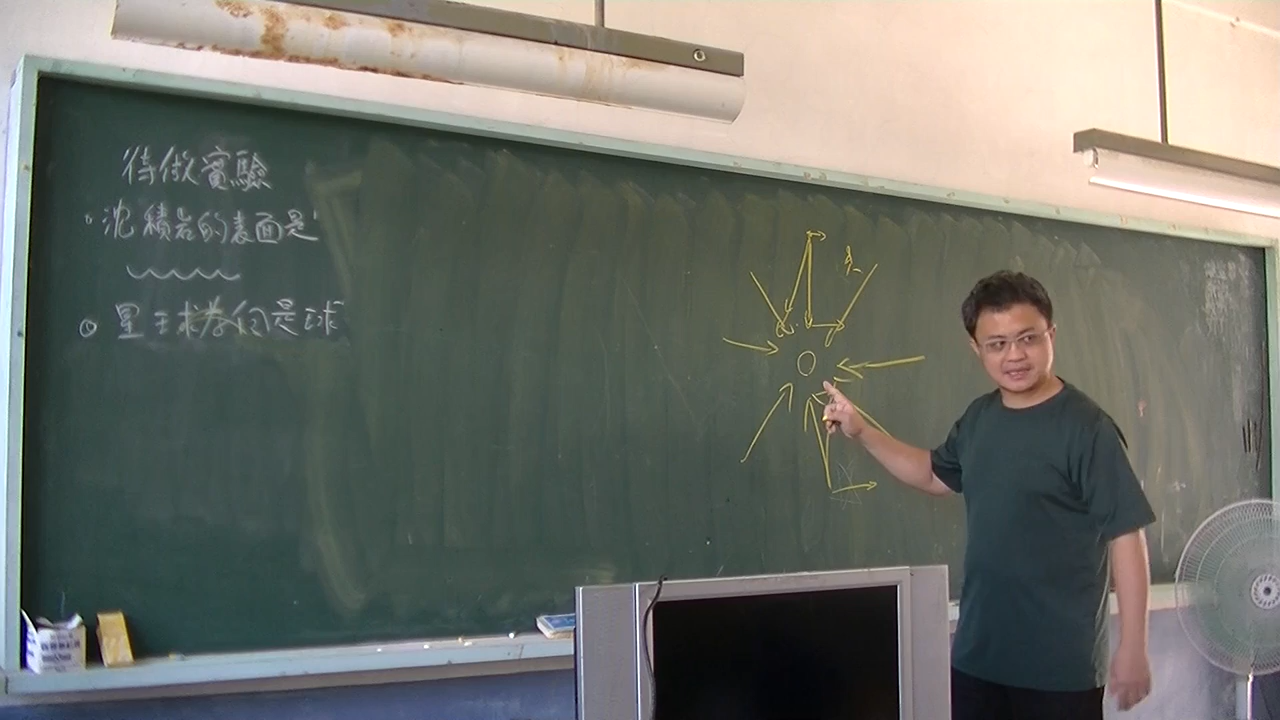 待做實驗
沈積岩的表面是
星球為何是球